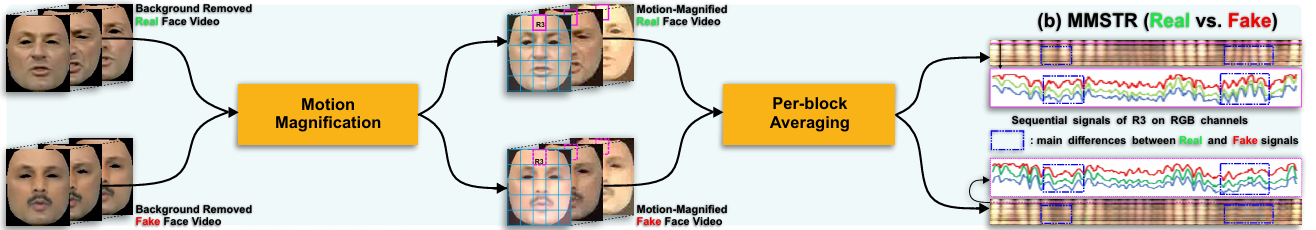 Background Removed
Real Face Video
Motion-Magnified
Real Face Video
(b) MMSTR (Real vs. Fake)
R3
Motion
Magnification
Per-block
Averaging
Sequential signals of R3 on RGB channels
: main differences between Real and Fake signals
R3
Background Removed
Fake Face Video
Motion-Magnified
Fake Face Video